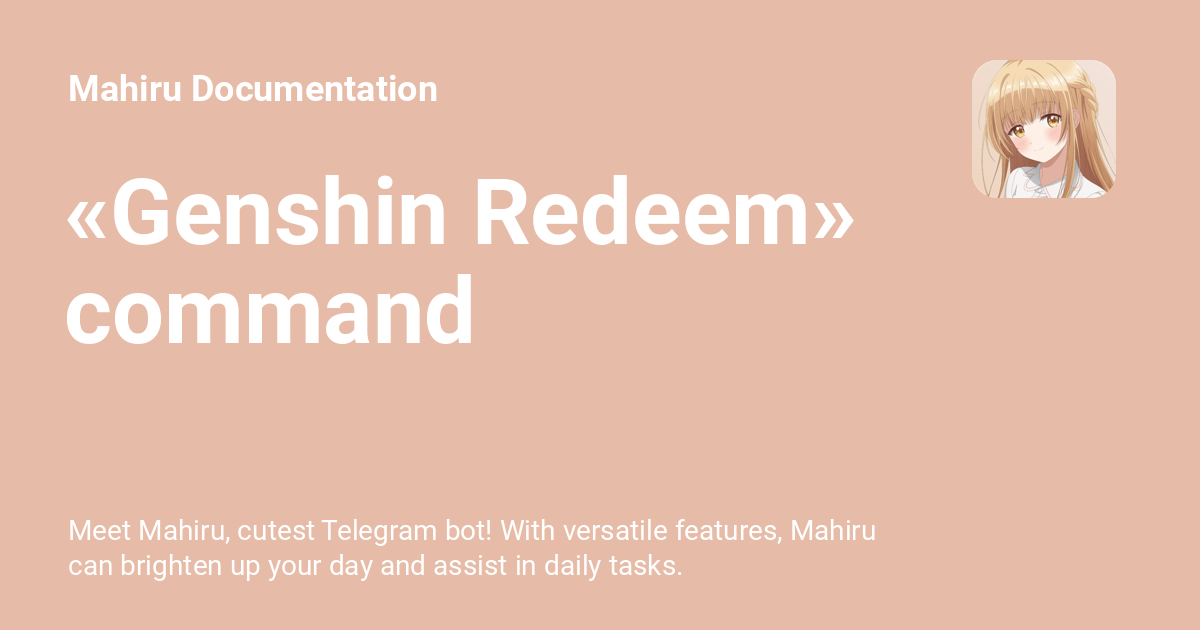 Mahiru Documentation
«Genshin Redeem»
command
Meet Mahiru, cutest Telegram bot! With versatile features, Mahiru
can brighten up your day and assist in daily tasks.